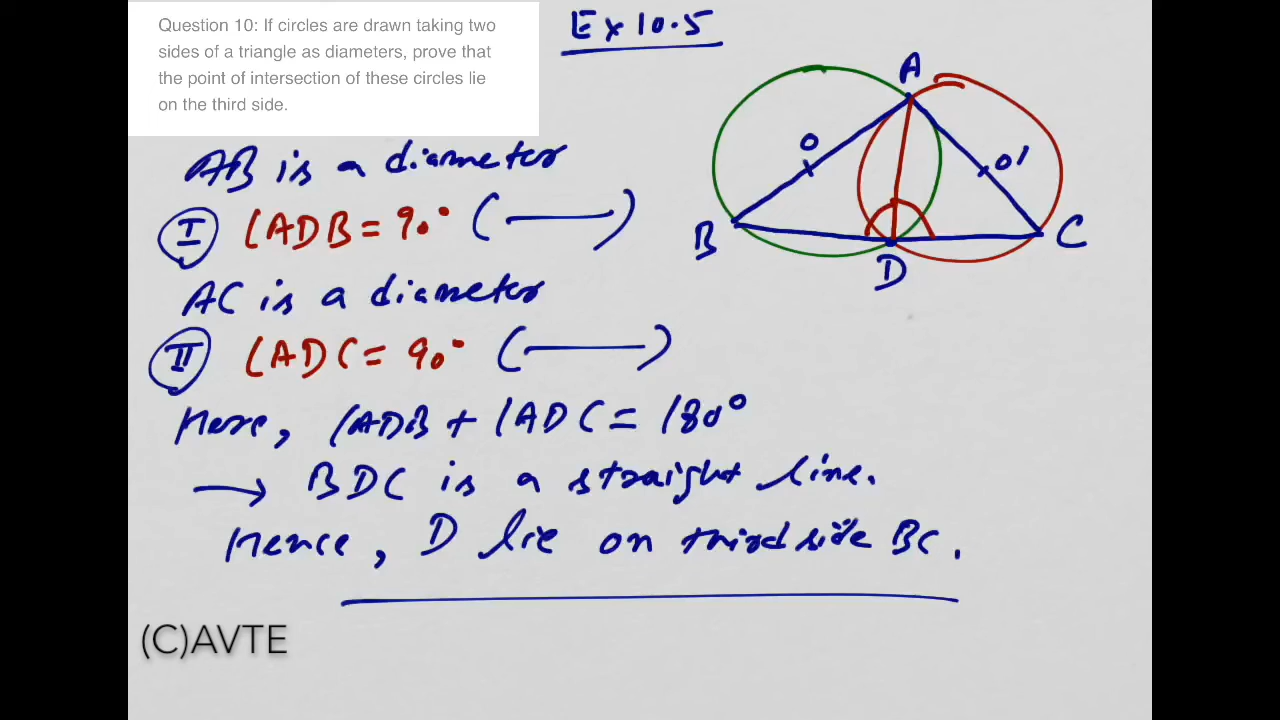 Question 10: If circles are drawn taking two
sides of a triangle as diameters, prove that
the point of intersection of these circles lie
on the third side.
Ex 10.5
A
O
O'
B
C
D
AB is a diameter
I ∠ADB = 90° ( — )
AC is a diameter
II ∠ADC = 90° ( — )
Here, ∠ADB + ∠ADC = 180°
→ BDC is a straight line.
Hence, D lie on third side BC.
(C)AVTE